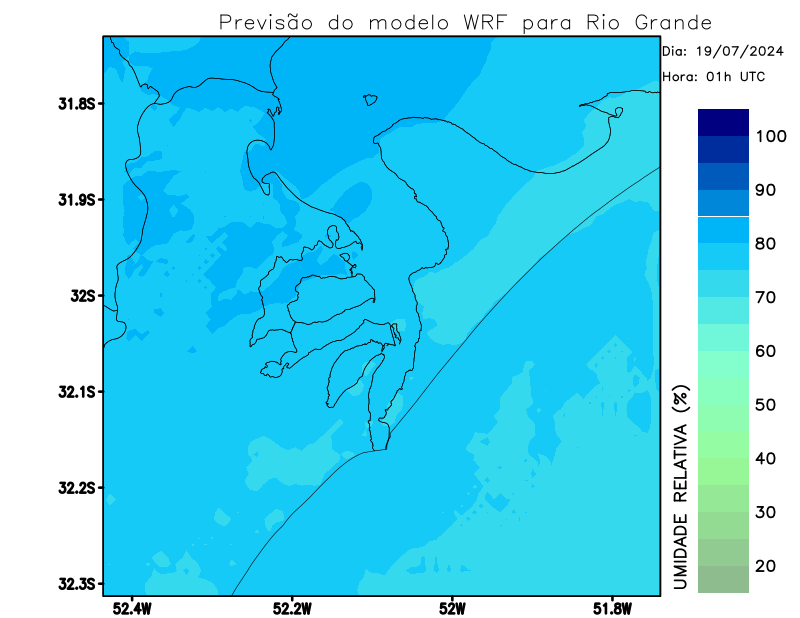 Previsão do modelo WRF para Rio Grande
Dia: 19/07/2024
Hora: 01h UTC
31.8S
31.9S
32S
32.1S
32.2S
32.3S
52.4W 52.2W 52W 51.8W
100
90
80
70
60
50
40
30
20
UMIDADE RELATIVA (%)